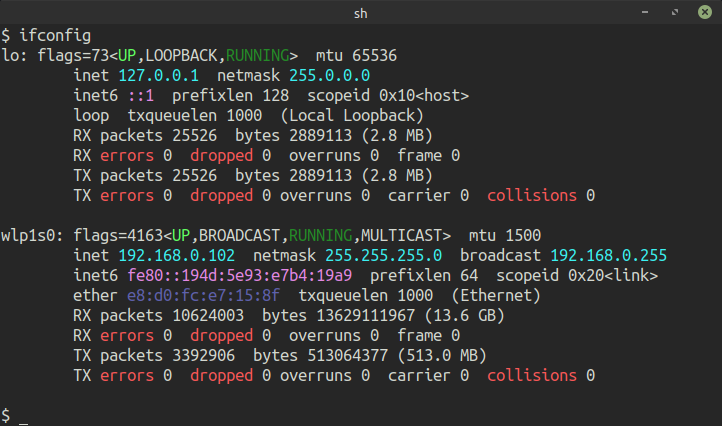 sh
$ ifconfig
lo: flags=73<UP,LOOPBACK,RUNNING>  mtu 65536
        inet 127.0.0.1  netmask 255.0.0.0
        inet6 ::1  prefixlen 128  scopeid 0x10<host>
        loop  txqueuelen 1000  (Local Loopback)
        RX packets 25526  bytes 2889113 (2.8 MB)
        RX errors 0  dropped 0  overruns 0  frame 0
        TX packets 25526  bytes 2889113 (2.8 MB)
        TX errors 0  dropped 0 overruns 0  carrier 0  collisions 0

wlp1s0: flags=4163<UP,BROADCAST,RUNNING,MULTICAST>  mtu 1500
        inet 192.168.0.102  netmask 255.255.255.0  broadcast 192.168.0.255
        inet6 fe80::194d:5e93:e7b4:19a9  prefixlen 64  scopeid 0x20<link>
        ether e8:d0:fc:e7:15:8f  txqueuelen 1000  (Ethernet)
        RX packets 10624003  bytes 13629111967 (13.6 GB)
        RX errors 0  dropped 0  overruns 0  frame 0
        TX packets 3392906  bytes 513064377 (513.0 MB)
        TX errors 0  dropped 0 overruns 0  carrier 0  collisions 0

$ _